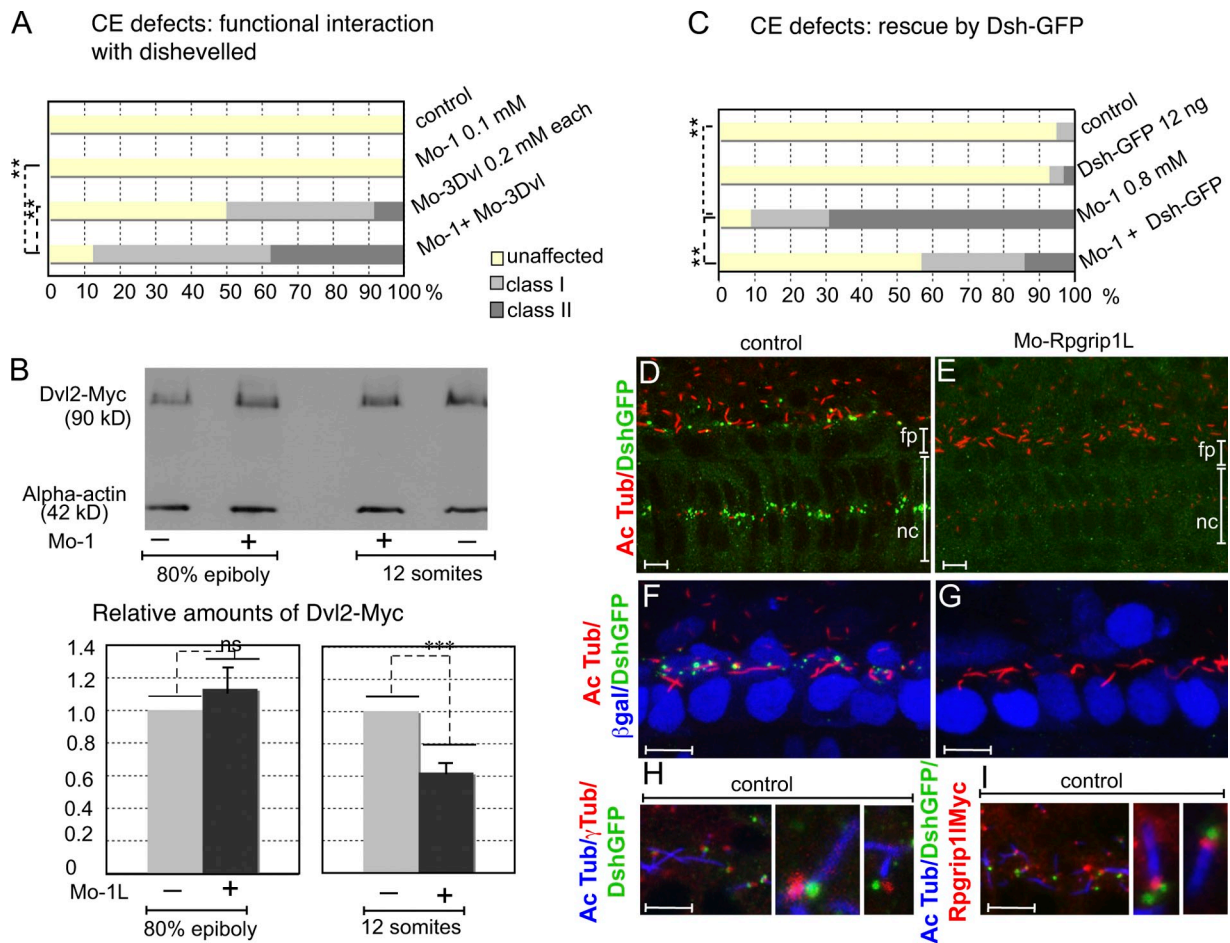 A
CE defects: functional interaction
with dishevelled
control
Mo-1 0.1 mM
Mo-3Dvl 0.2 mM each
Mo-1+ Mo-3Dvl
**
**
0 10 20 30 40 50 60 70 80 90 100 %
unaffected
class I
class II
C
CE defects: rescue by Dsh-GFP
control
Dsh-GFP 12 ng
Mo-1 0.8 mM
Mo-1 + Dsh-GFP
**
**
0 10 20 30 40 50 60 70 80 90 100 %
B
Dvl2-Myc
(90 kD)
Alpha-actin
(42 kD)
Mo-1 − + + −
80% epiboly 12 somites
Relative amounts of Dvl2-Myc
ns
***
1.4
1.2
1.0
0.8
0.6
0.4
0.2
0
Mo-1L − + − +
80% epiboly 12 somites
control Mo-Rpgrip1L
Ac Tub/DshGFP
D
fp
nc
E
fp
nc
Ac Tub/
βgal/DshGFP
F
G
Ac Tub/γTub/
DshGFP
H
control
Ac Tub/DshGFP/
Rpgrip1lMyc
I
control